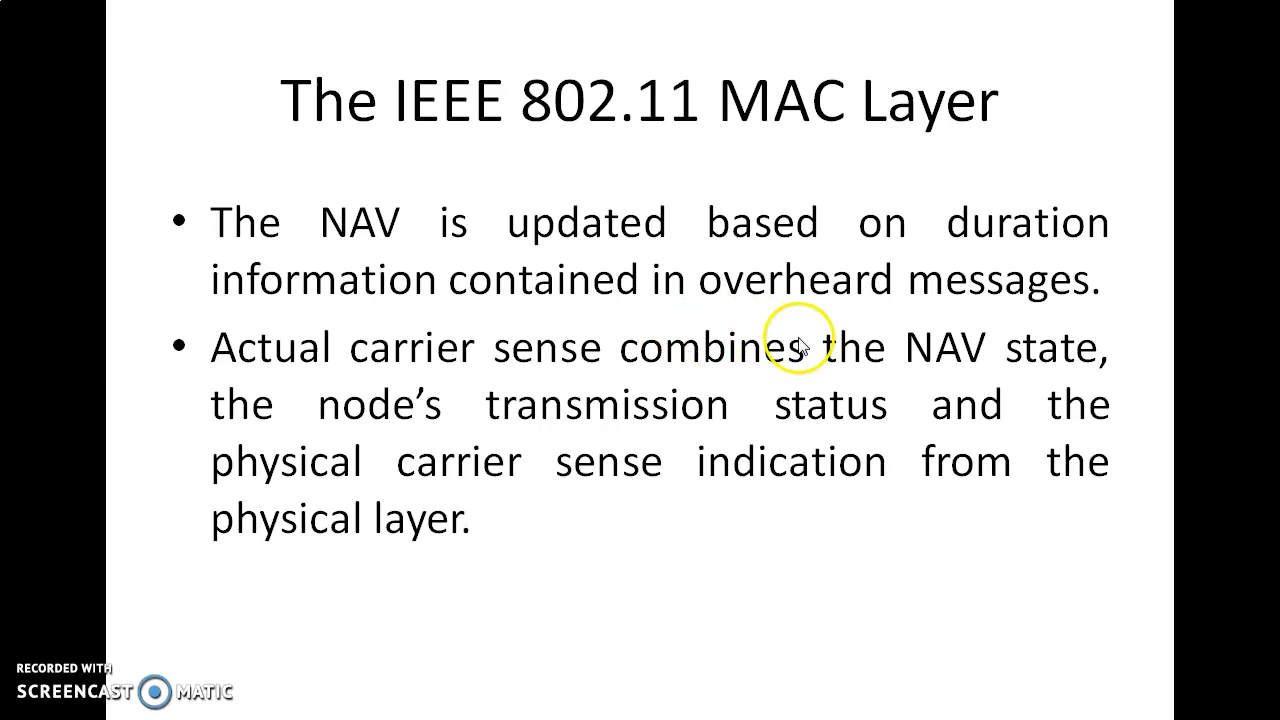 The IEEE 802.11 MAC Layer
• The NAV is updated based on duration
information contained in overheard messages.
• Actual carrier sense combines the NAV state,
the node’s transmission status and the
physical carrier sense indication from the
physical layer.
RECORDED WITH
SCREENCAST MATIC